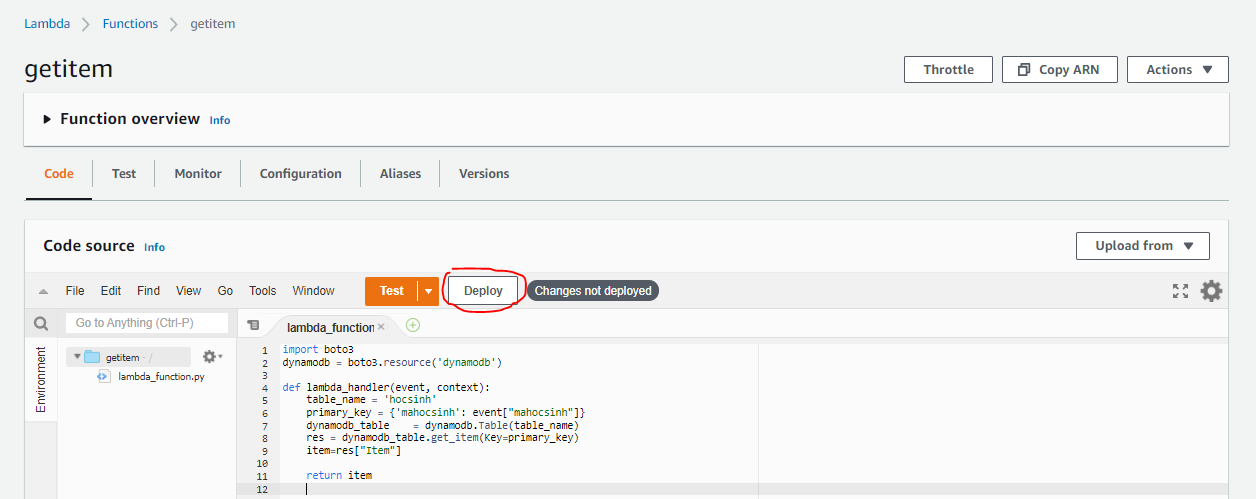 Lambda Functions getitem
getitem
Throttle Copy ARN Actions
Function overview Info
Code Test Monitor Configuration Aliases Versions
Code source Info
Upload from
File Edit Find View Go Tools Window Test Deploy Changes not deployed
Go to Anything (Ctrl-P)
lambda_function
Environment
getitem - /
lambda_function.py
1 import boto3
2 dynamodb = boto3.resource('dynamodb')
3
4 def lambda_handler(event, context):
5     table_name = 'hocsinh'
6     primary_key = {'mahocsinh': event["mahocsinh"]}
7     dynamodb_table    = dynamodb.Table(table_name)
8     res = dynamodb_table.get_item(Key=primary_key)
9     item=res["Item"]
10
11     return item
12